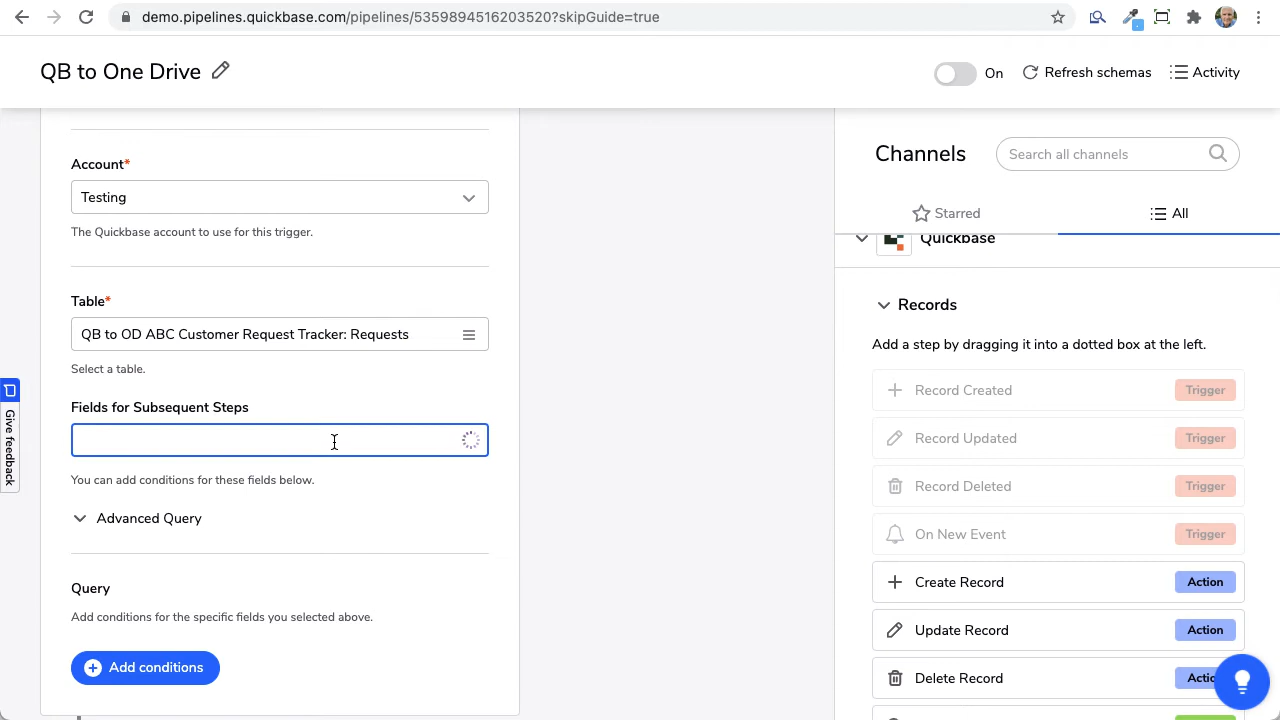 demo.pipelines.quickbase.com/pipelines/5359894516203520?skipGuide=true
QB to One Drive
On
Refresh schemas
Activity
Account*
Testing
The Quickbase account to use for this trigger.
Table*
QB to OD ABC Customer Request Tracker: Requests
Select a table.
Fields for Subsequent Steps
You can add conditions for these fields below.
Advanced Query
Query
Add conditions for the specific fields you selected above.
Add conditions
Give feedback
Channels
Search all channels
Starred
All
Quickbase
Records
Add a step by dragging it into a dotted box at the left.
Record Created Trigger
Record Updated Trigger
Record Deleted Trigger
On New Event Trigger
Create Record Action
Update Record Action
Delete Record